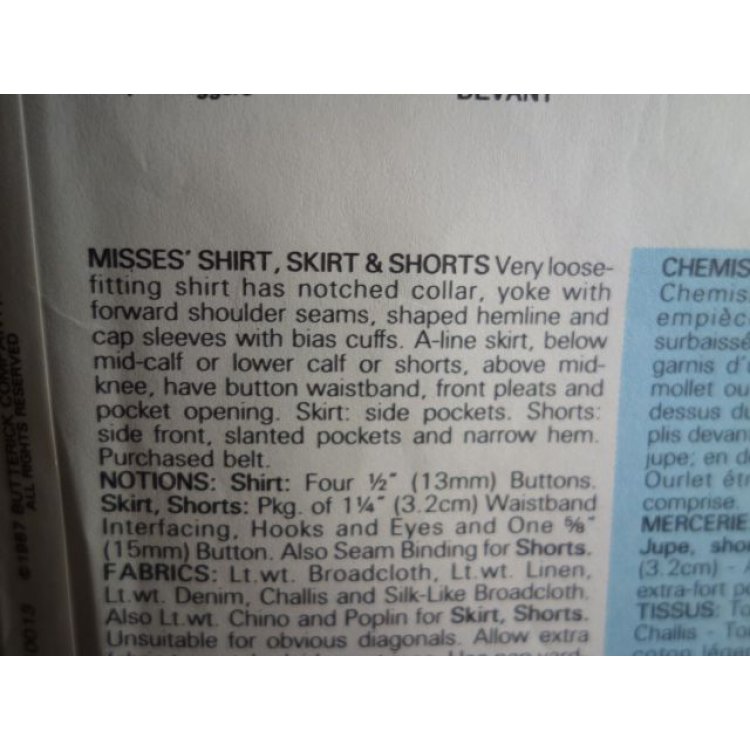 DEVANT
MISSES' SHIRT, SKIRT & SHORTS Very loose-
fitting shirt has notched collar, yoke with
forward shoulder seams, shaped hemline and
cap sleeves with bias cuffs. A-line skirt, below
mid-calf or lower calf or shorts, above mid-
knee, have button waistband, front pleats and
pocket opening. Skirt: side pockets. Shorts:
side front, slanted pockets and narrow hem.
Purchased belt.
NOTIONS: Shirt: Four ½" (13mm) Buttons.
Skirt, Shorts: Pkg. of 1¼" (3.2cm) Waistband
Interfacing, Hooks and Eyes and One ⅝"
(15mm) Button. Also Seam Binding for Shorts.
FABRICS: Lt.wt. Broadcloth, Lt.wt. Linen,
Lt.wt. Denim, Challis and Silk-Like Broadcloth.
Also Lt.wt. Chino and Poplin for Skirt, Shorts.
Unsuitable for obvious diagonals. Allow extra
CHEMIS
Chemis
empièc
surbaissé
garnis d'u
mollet ou
dessus du
plis devan
jupe; en de
Ourlet étr
comprise.
MERCERIE
Jupe, sho
(3.2cm) - A
extra-fort po
TISSUS: To
Challis - To
coton lége
©1987 BUTTERICK COMPANY
ALL RIGHTS RESERVED